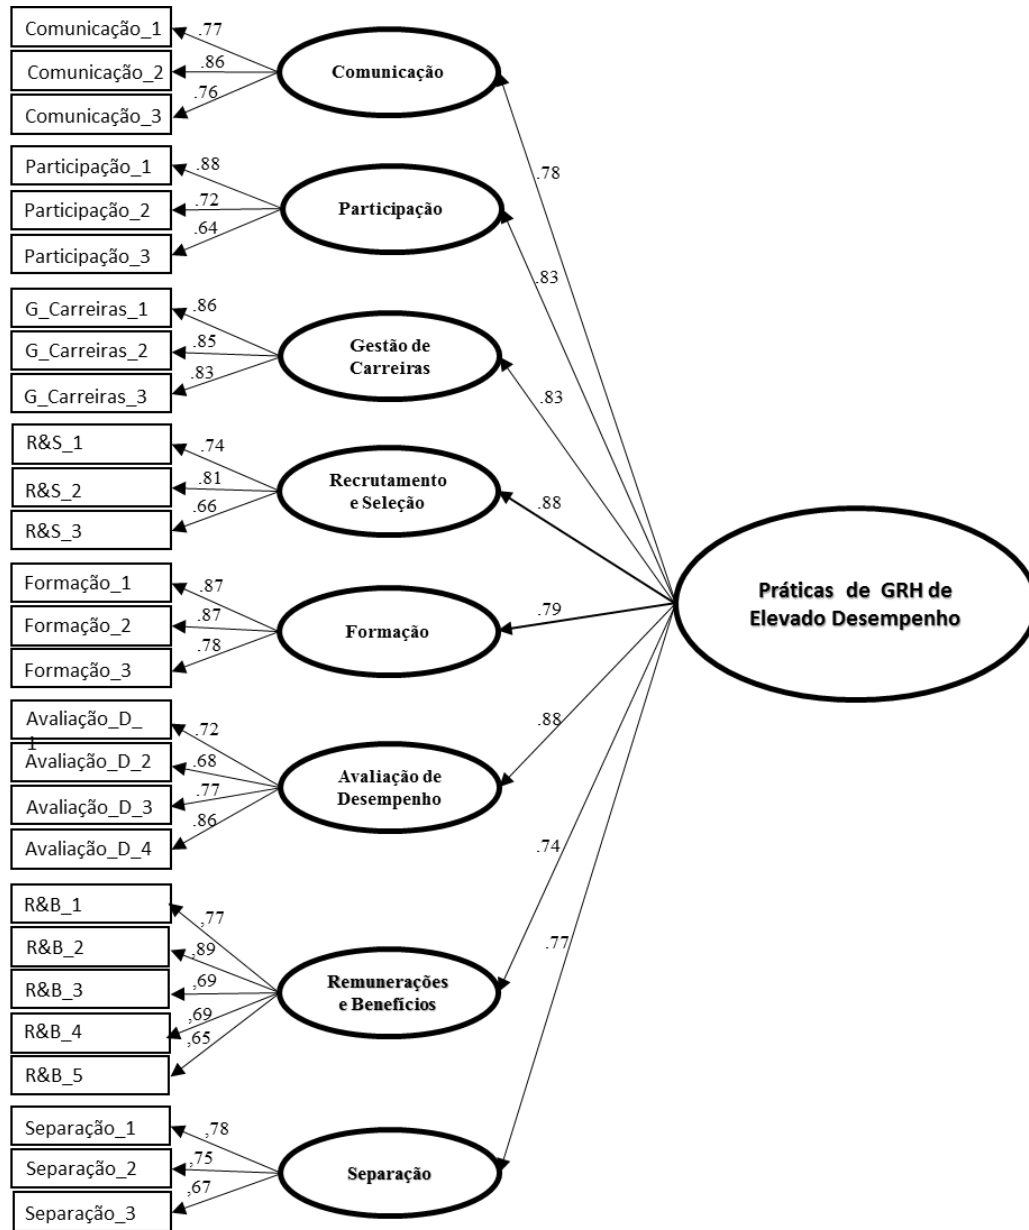 Comunicação_1
.77
Comunicação_2
.86
Comunicação_3
.76
Comunicação
.78
Participação_1
.88
Participação_2
.72
Participação_3
.64
Participação
.83
G_Carreiras_1
.86
G_Carreiras_2
.85
G_Carreiras_3
.83
Gestão de
Carreiras
.83
R&S_1
.74
R&S_2
.81
R&S_3
.66
Recrutamento
e Seleção
.88
Formação_1
.87
Formação_2
.87
Formação_3
.78
Formação
.79
Práticas de GRH de
Elevado Desempenho
Avaliação_D_
1
.72
Avaliação_D_2
.68
Avaliação_D_3
.77
Avaliação_D_4
.86
Avaliação de
Desempenho
.88
R&B_1
,77
R&B_2
,89
R&B_3
,69
R&B_4
,69
R&B_5
,65
Remunerações
e Benefícios
.74
Separação_1
,78
Separação_2
,75
Separação_3
,67
Separação
.77